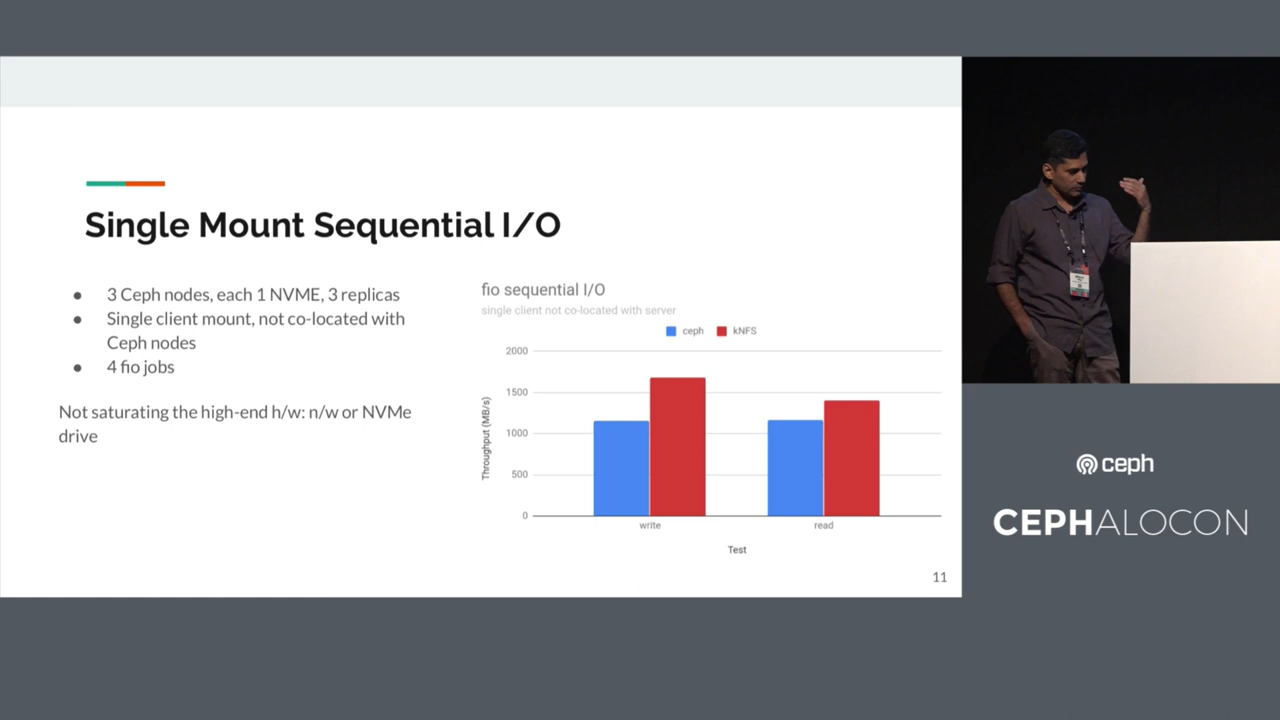 Single Mount Sequential I/O
● 3 Ceph nodes, each 1 NVME, 3 replicas
● Single client mount, not co-located with
Ceph nodes
● 4 fio jobs
Not saturating the high-end h/w: n/w or NVMe
drive
fio sequential I/O
single client not co-located with server
ceph kNFS
Throughput (MB/s)
2000
1500
1000
500
0
write read
Test
11
ceph
CEPHALOCON